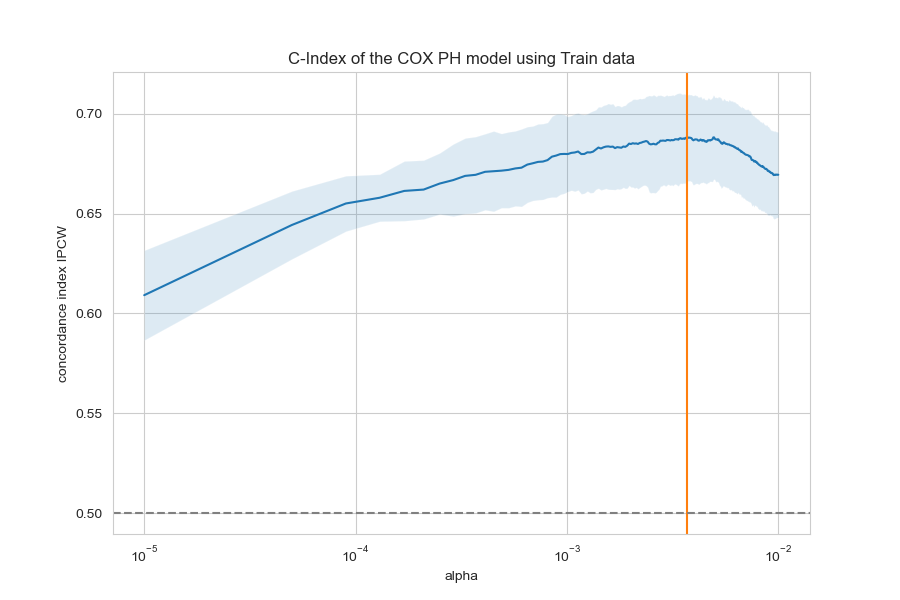 C-Index of the COX PH model using Train data
0.70
0.65
0.60
0.55
0.50
concordance index IPCW
10⁻⁵ 10⁻⁴ 10⁻³ 10⁻²
alpha